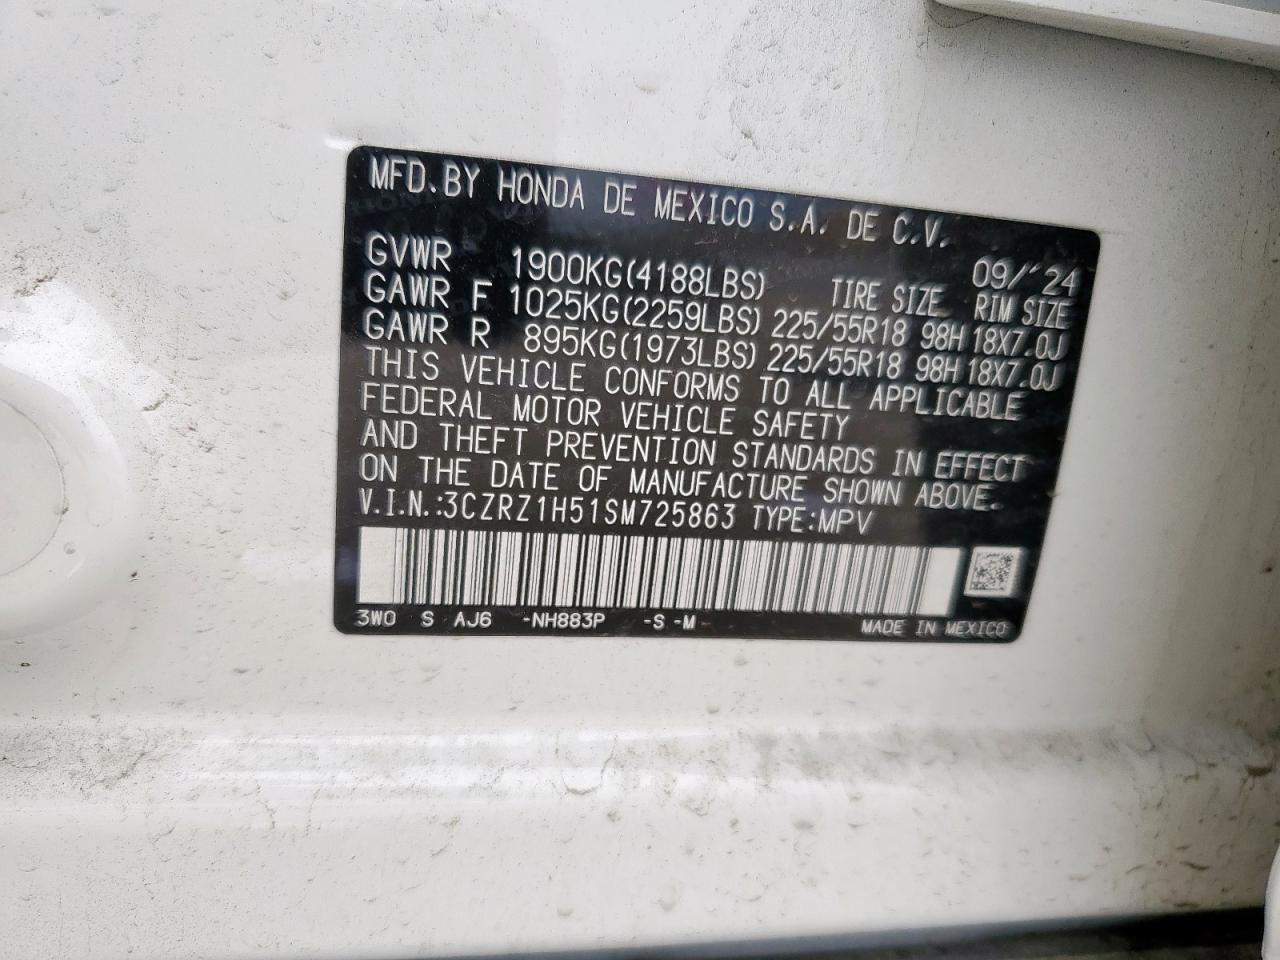 MFD.BY HONDA DE MEXICO S.A. DE C.V.
GVWR 1900KG(4188LBS) 09/'24
TIRE SIZE RIM SIZE
GAWR F 1025KG(2259LBS) 225/55R18 98H 18X7.0J
GAWR R 895KG(1973LBS) 225/55R18 98H 18X7.0J
THIS VEHICLE CONFORMS TO ALL APPLICABLE
FEDERAL MOTOR VEHICLE SAFETY
AND THEFT PREVENTION STANDARDS IN EFFECT
ON THE DATE OF MANUFACTURE SHOWN ABOVE.
V.I.N.:3CZRZ1H51SM725863 TYPE:MPV
3W0 S AJ6 -NH883P -S -M- MADE IN MEXICO